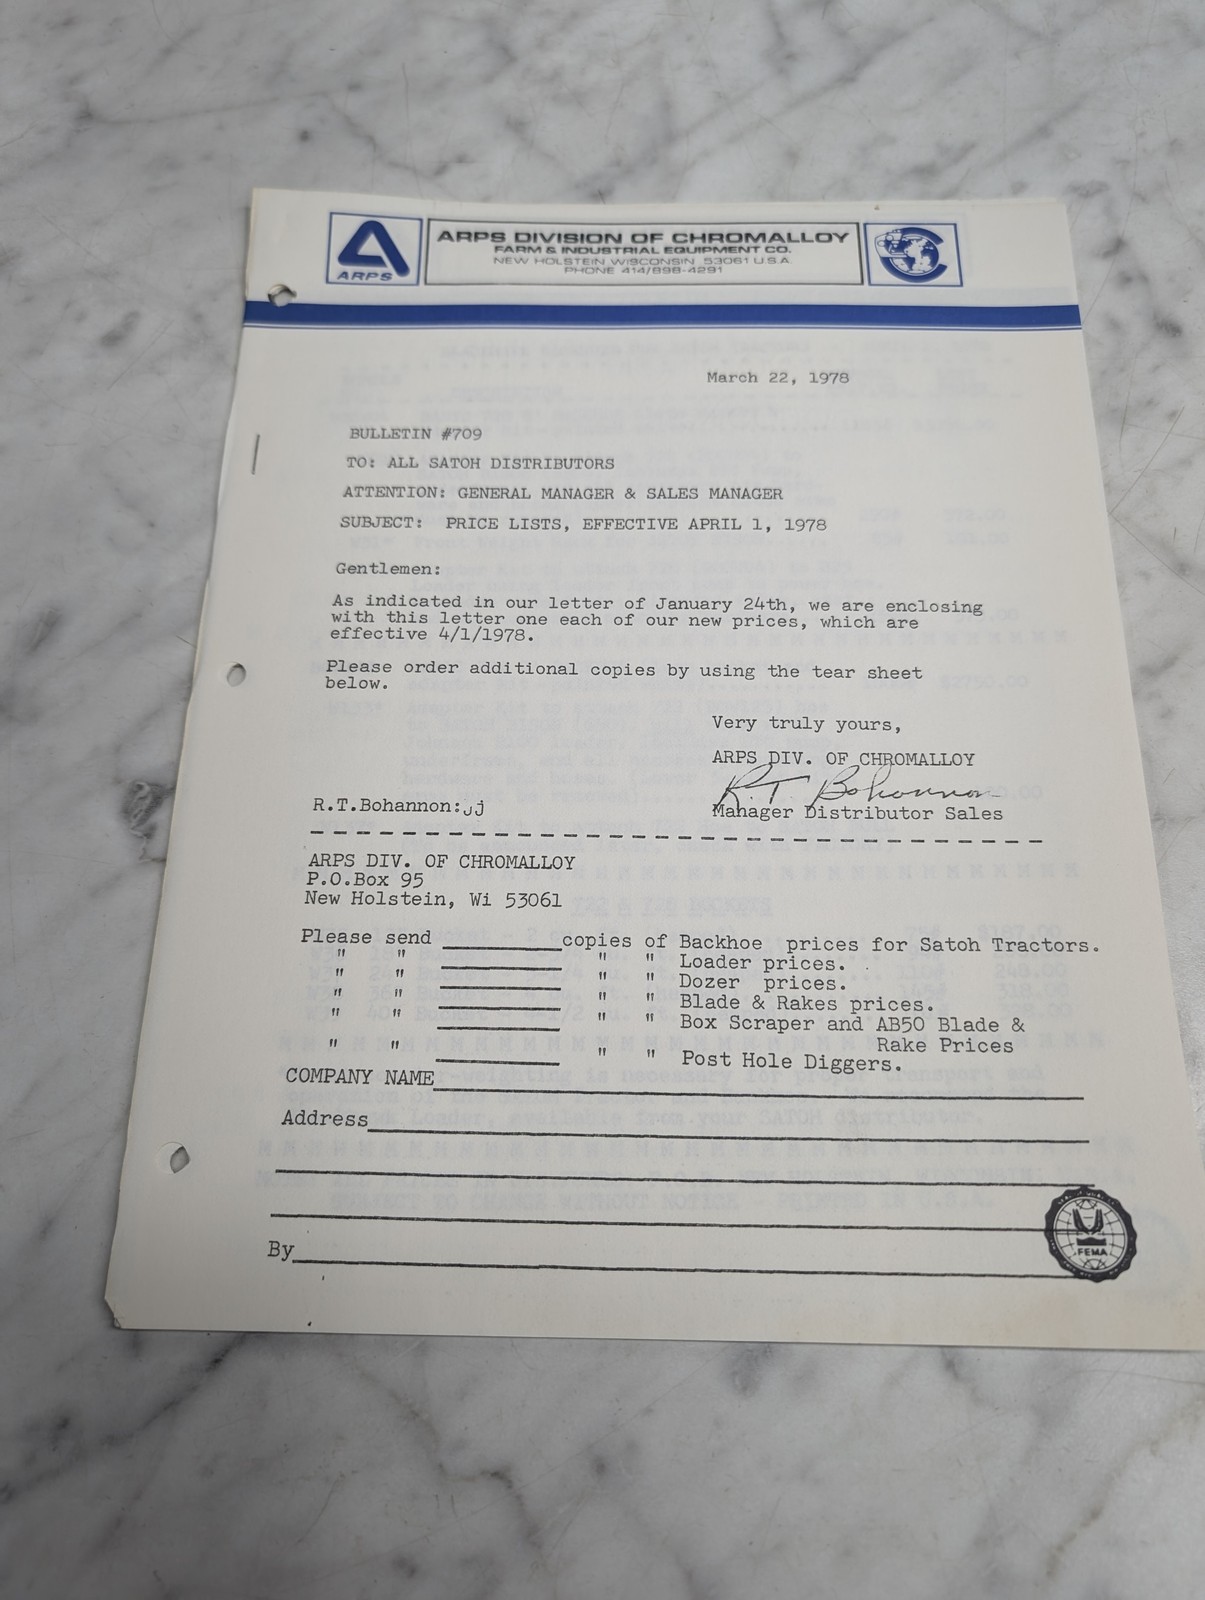 ARPS
ARPS DIVISION OF CHROMALLOY
FARM & INDUSTRIAL EQUIPMENT CO.
NEW HOLSTEIN WISCONSIN 53061 U.S.A.
PHONE 414/898-4291
March 22, 1978
BULLETIN #709
TO: ALL SATOH DISTRIBUTORS
ATTENTION: GENERAL MANAGER & SALES MANAGER
SUBJECT: PRICE LISTS, EFFECTIVE APRIL 1, 1978
Gentlemen:
As indicated in our letter of January 24th, we are enclosing
with this letter one each of our new prices, which are
effective 4/1/1978.
Please order additional copies by using the tear sheet
below.
Very truly yours,
ARPS DIV. OF CHROMALLOY
R.T. Bohannon
R.T.Bohannon:jj
Manager Distributor Sales
ARPS DIV. OF CHROMALLOY
P.O.Box 95
New Holstein, Wi 53061
Please send ________ copies of Backhoe prices for Satoh Tractors.
" " ________ " " Loader prices.
" " ________ " " Dozer prices.
" " ________ " " Blade & Rakes prices.
" " ________ " " Box Scraper and AB50 Blade &
Rake Prices
" " ________ " " Post Hole Diggers.
COMPANY NAME
Address
By
FEMA